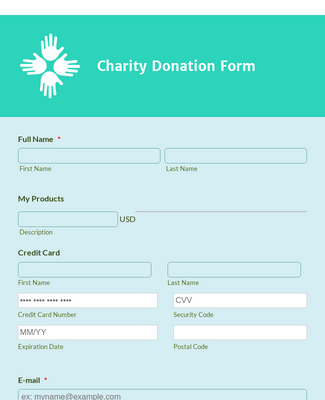 Charity Donation Form
Full Name *
First Name Last Name
My Products
USD
Description
Credit Card
First Name Last Name
•••• •••• •••• •••• CVV
Credit Card Number Security Code
MM/YY
Expiration Date Postal Code
E-mail *
ex: myname@example.com